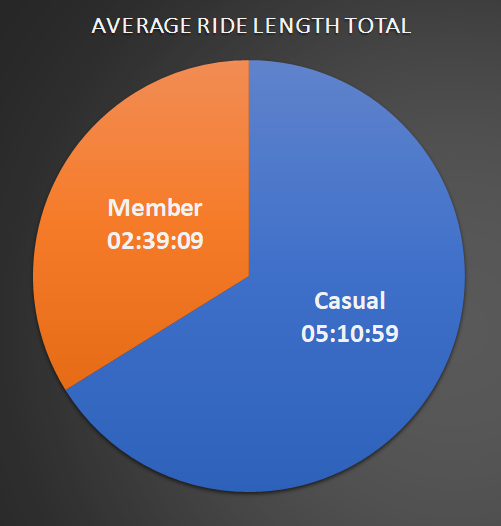 AVERAGE RIDE LENGTH TOTAL
Member
02:39:09
Casual
05:10:59